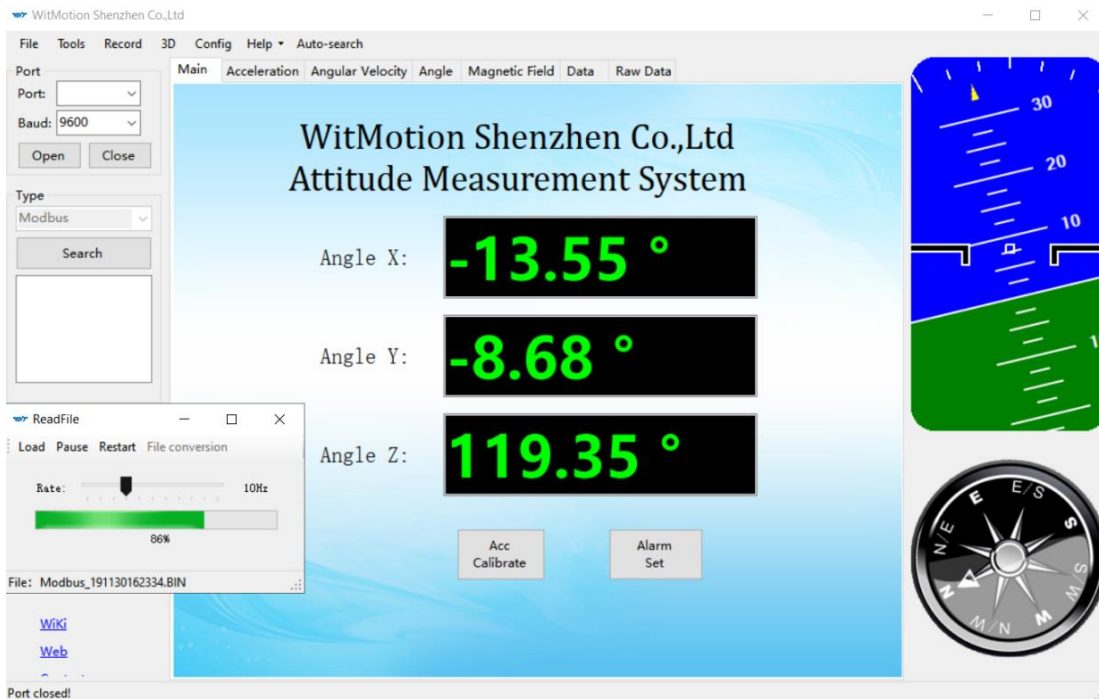 WitMotion Shenzhen Co.,Ltd
File Tools Record 3D Config Help Auto-search
Port
Port:
Baud: 9600
Open Close
Type
Modbus
Search
Main Acceleration Angular Velocity Angle Magnetic Field Data Raw Data
WitMotion Shenzhen Co.,Ltd
Attitude Measurement System
Angle X: -13.55 °
Angle Y: -8.68 °
Angle Z: 119.35 °
Acc
Calibrate
Alarm
Set
30
20
10
1
ReadFile
Load Pause Restart File conversion
Rate: 10Hz
86%
File: Modbus_191130162334.BIN
WiKi
Web
N/E E E/S S S/W W W/N N
Port closed!